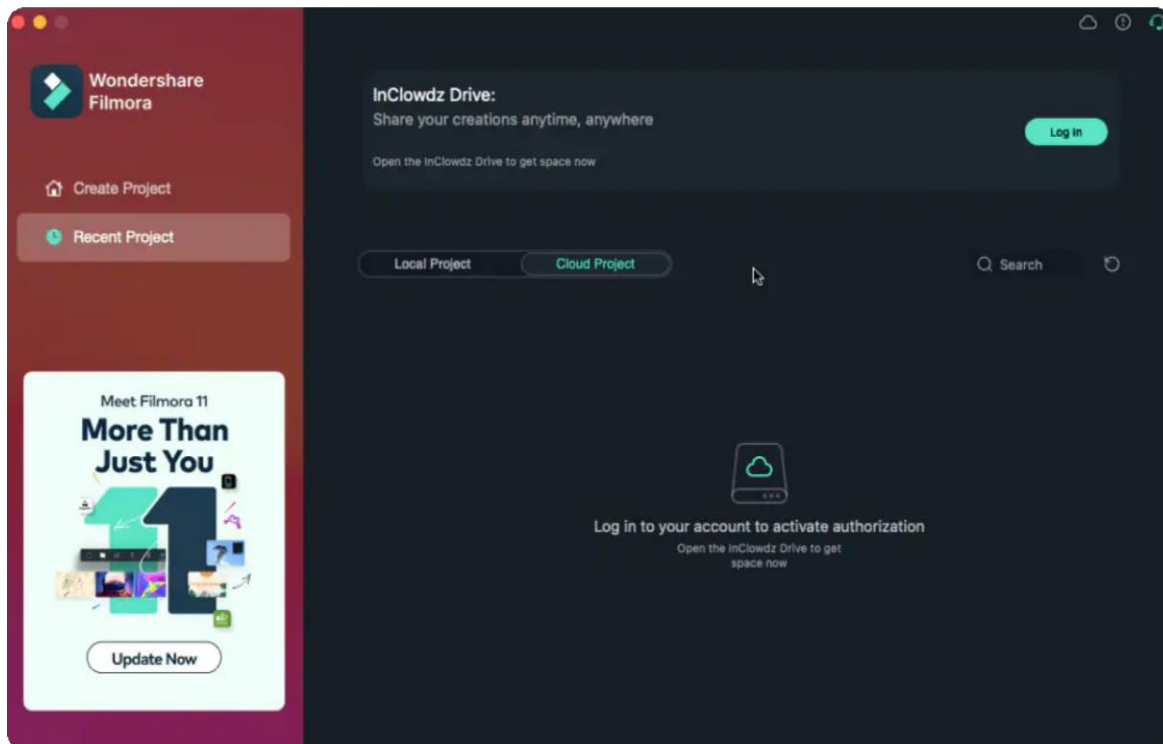 Wondershare
Filmora
Create Project
Recent Project
Meet Filmora 11
More Than
Just You
Update Now
InClowdz Drive:
Share your creations anytime, anywhere
Open the InClowdz Drive to get space now
Log in
Local Project
Cloud Project
Search
Log in to your account to activate authorization
Open the InClowdz Drive to get
space now